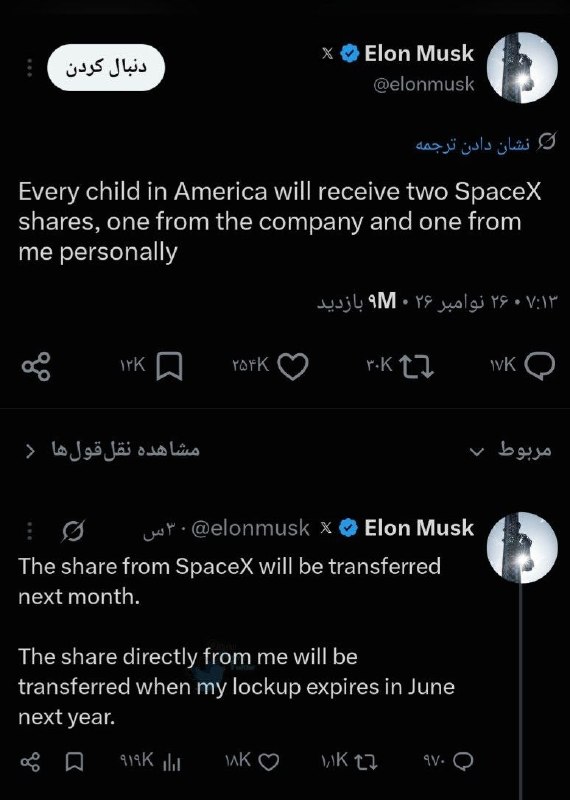 دنبال کردن
Elon Musk
@elonmusk
نشان دادن ترجمه
Every child in America will receive two SpaceX
shares, one from the company and one from
me personally
۷:۱۳ • ۲۶ نوامبر ۲۶ • ۹M بازدید
۱۷K ۳۰K ۲۵۴K ۱۲K
مربوط
مشاهده نقل‌قول‌ها
Elon Musk @elonmusk · ۳س
The share from SpaceX will be transferred
next month.
The share directly from me will be
transferred when my lockup expires in June
next year.
۹۷۰ ۱,۱K ۱۸K ۹۱۹K